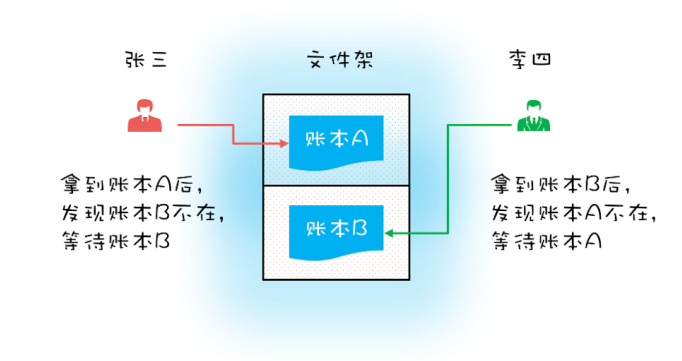 张三
文件架
李四
账本A
拿到账本A后,
发现账本B不在,
等待账本B
账本B
拿到账本B后,
发现账本A不在,
等待账本A